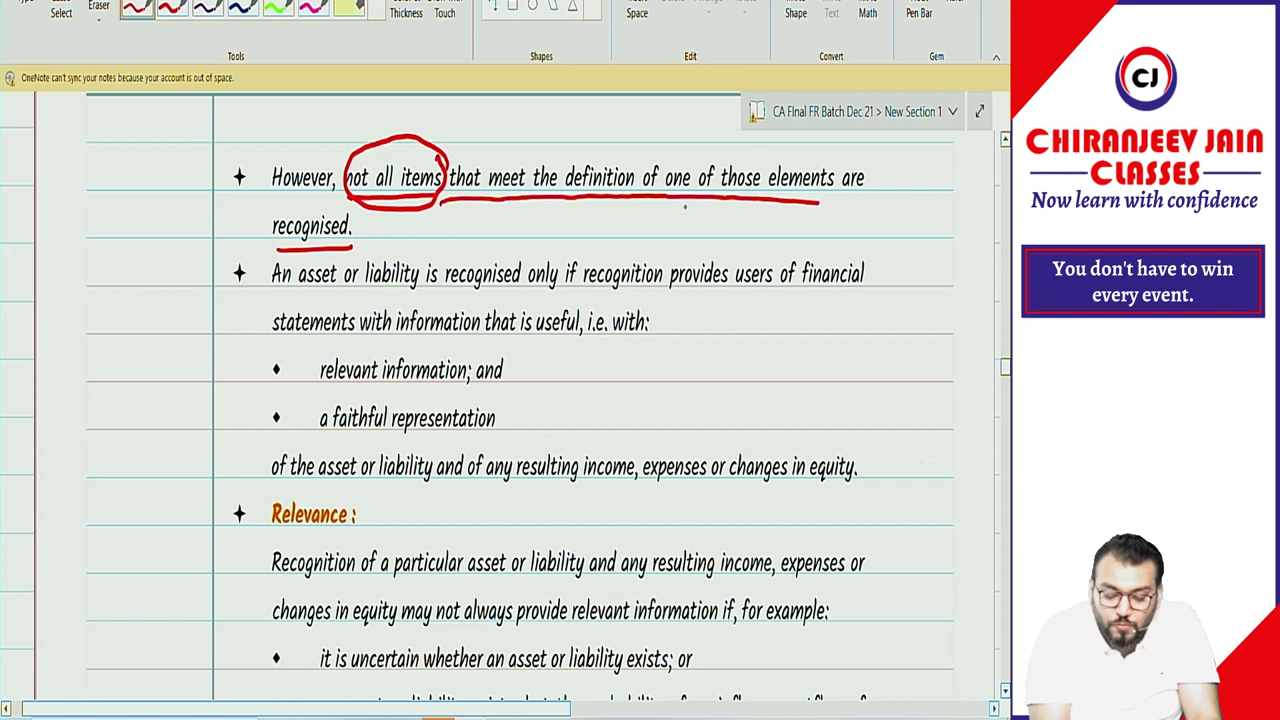 Eraser
Select
Thickness
Touch
Space
Shape
Text
Math
Pen Bar
Tools
Shapes
Edit
Convert
Gem
OneNote can't sync your notes because your account is out of space.
CA FInal FR Batch Dec 21 > New Section 1
However, not all items that meet the definition of one of those elements are
recognised.
An asset or liability is recognised only if recognition provides users of financial
statements with information that is useful, i.e. with:
relevant information; and
a faithful representation
of the asset or liability and of any resulting income, expenses or changes in equity.
Relevance :
Recognition of a particular asset or liability and any resulting income, expenses or
changes in equity may not always provide relevant information if, for example:
it is uncertain whether an asset or liability exists; or
CJ
CHIRANJEEV JAIN
CLASSES
Now learn with confidence
You don't have to win
every event.